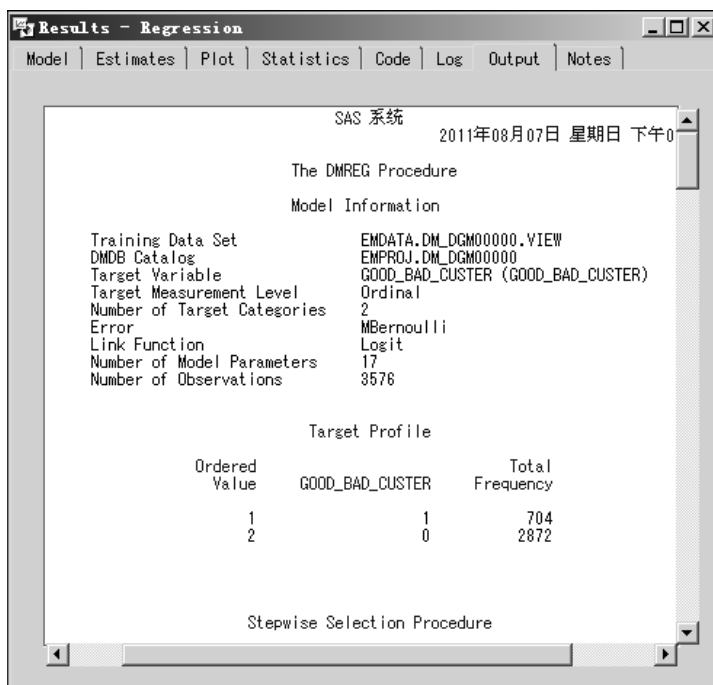 Results - Regression
Model Estimates Plot Statistics Code Log Output Notes
SAS 系统
2011年08月07日 星期日 下午0
The DMREG Procedure
Model Information
Training Data Set EMDATA.DM_DGM00000.VIEW
DMDB Catalog EMPROJ.DM_DGM00000
Target Variable GOOD_BAD_CUSTER (GOOD_BAD_CUSTER)
Target Measurement Level Ordinal
Number of Target Categories 2
Error MBernoulli
Link Function Logit
Number of Model Parameters 17
Number of Observations 3576
Target Profile
Ordered Total
Value GOOD_BAD_CUSTER Frequency
1 1 704
2 0 2872
Stepwise Selection Procedure